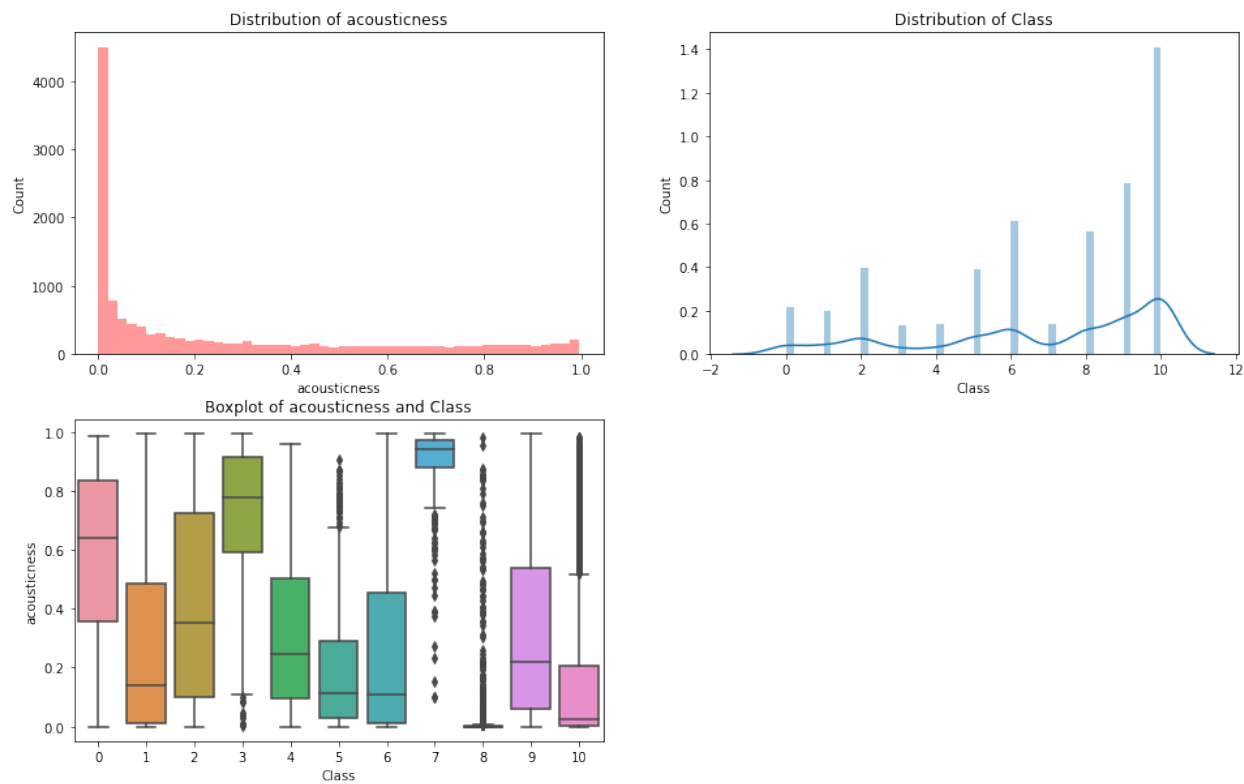 Distribution of acousticness
Count
4000
3000
2000
1000
0
0.0 0.2 0.4 0.6 0.8 1.0
acousticness
Distribution of Class
Count
1.4
1.2
1.0
0.8
0.6
0.4
0.2
0.0
−2 0 2 4 6 8 10 12
Class
Boxplot of acousticness and Class
acousticness
1.0
0.8
0.6
0.4
0.2
0.0
0 1 2 3 4 5 6 7 8 9 10
Class